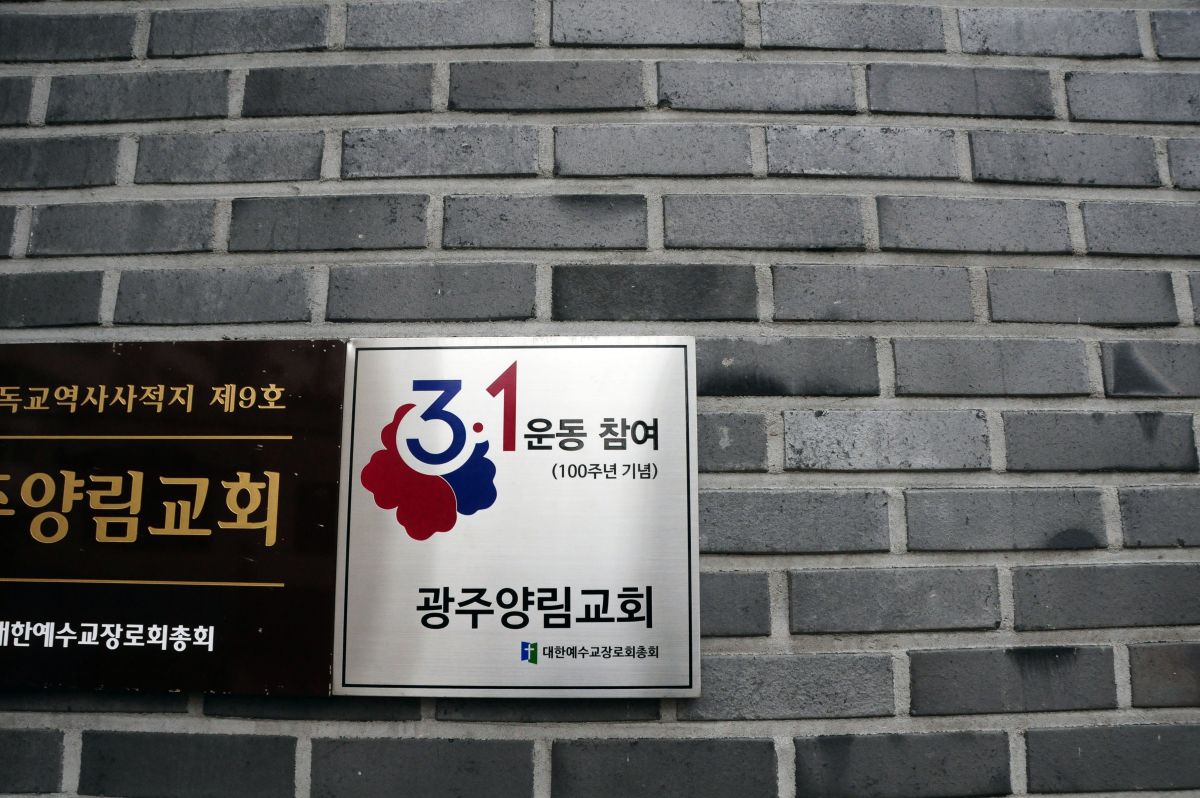 독교역사사적지 제9호
양림교회
대한예수교장로회총회
3·1운동 참여
(100주년 기념)
광주양림교회
대한예수교장로회총회